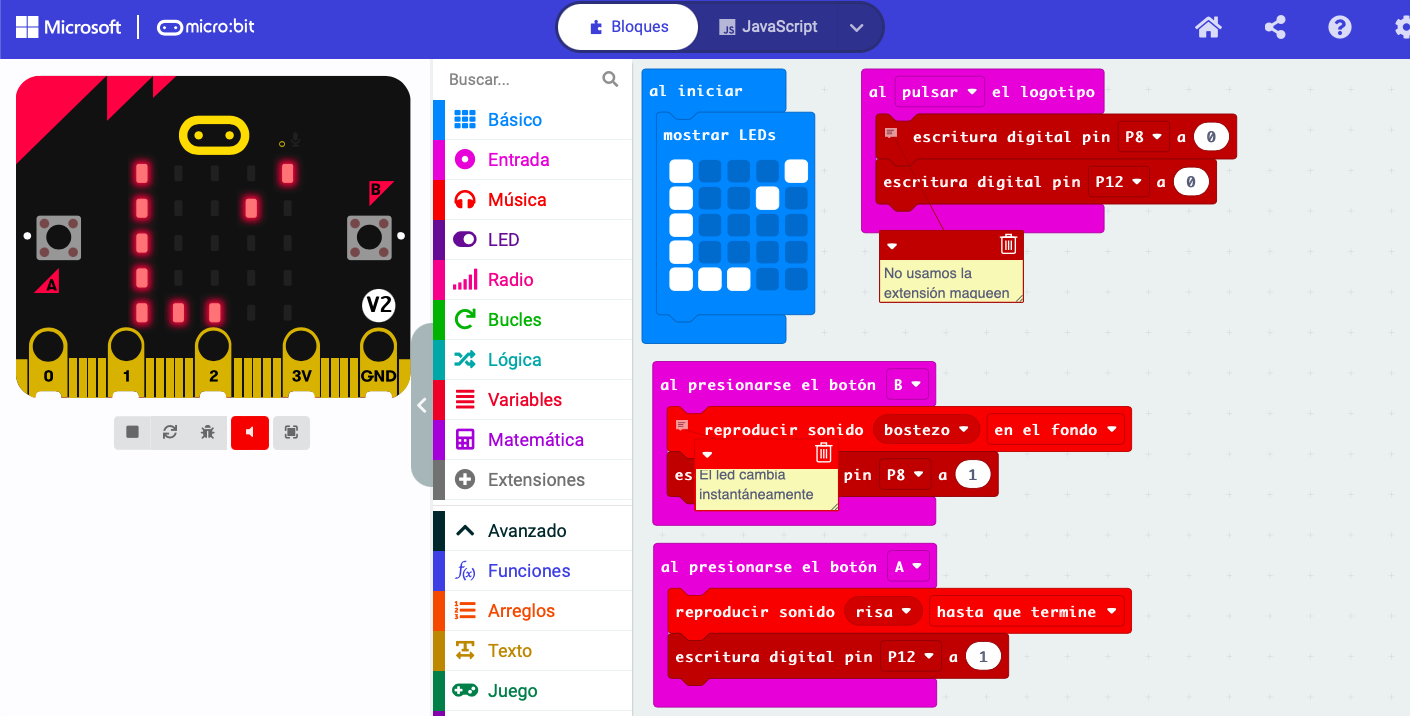 Microsoft
micro:bit
Bloques
JavaScript
B
A
V2
0 1 2 3V GND
Buscar...
Básico
Entrada
Música
LED
Radio
Bucles
Lógica
Variables
Matemática
Extensiones
Avanzado
Funciones
Arreglos
Texto
Juego
al iniciar
mostrar LEDs
al pulsar el logotipo
escritura digital pin P8 a 0
escritura digital pin P12 a 0
No usamos la
extensión maqueen
al presionarse el botón B
reproducir sonido bostezo en el fondo
es pin P8 a 1
El led cambia
instantáneamente
al presionarse el botón A
reproducir sonido risa hasta que termine
escritura digital pin P12 a 1